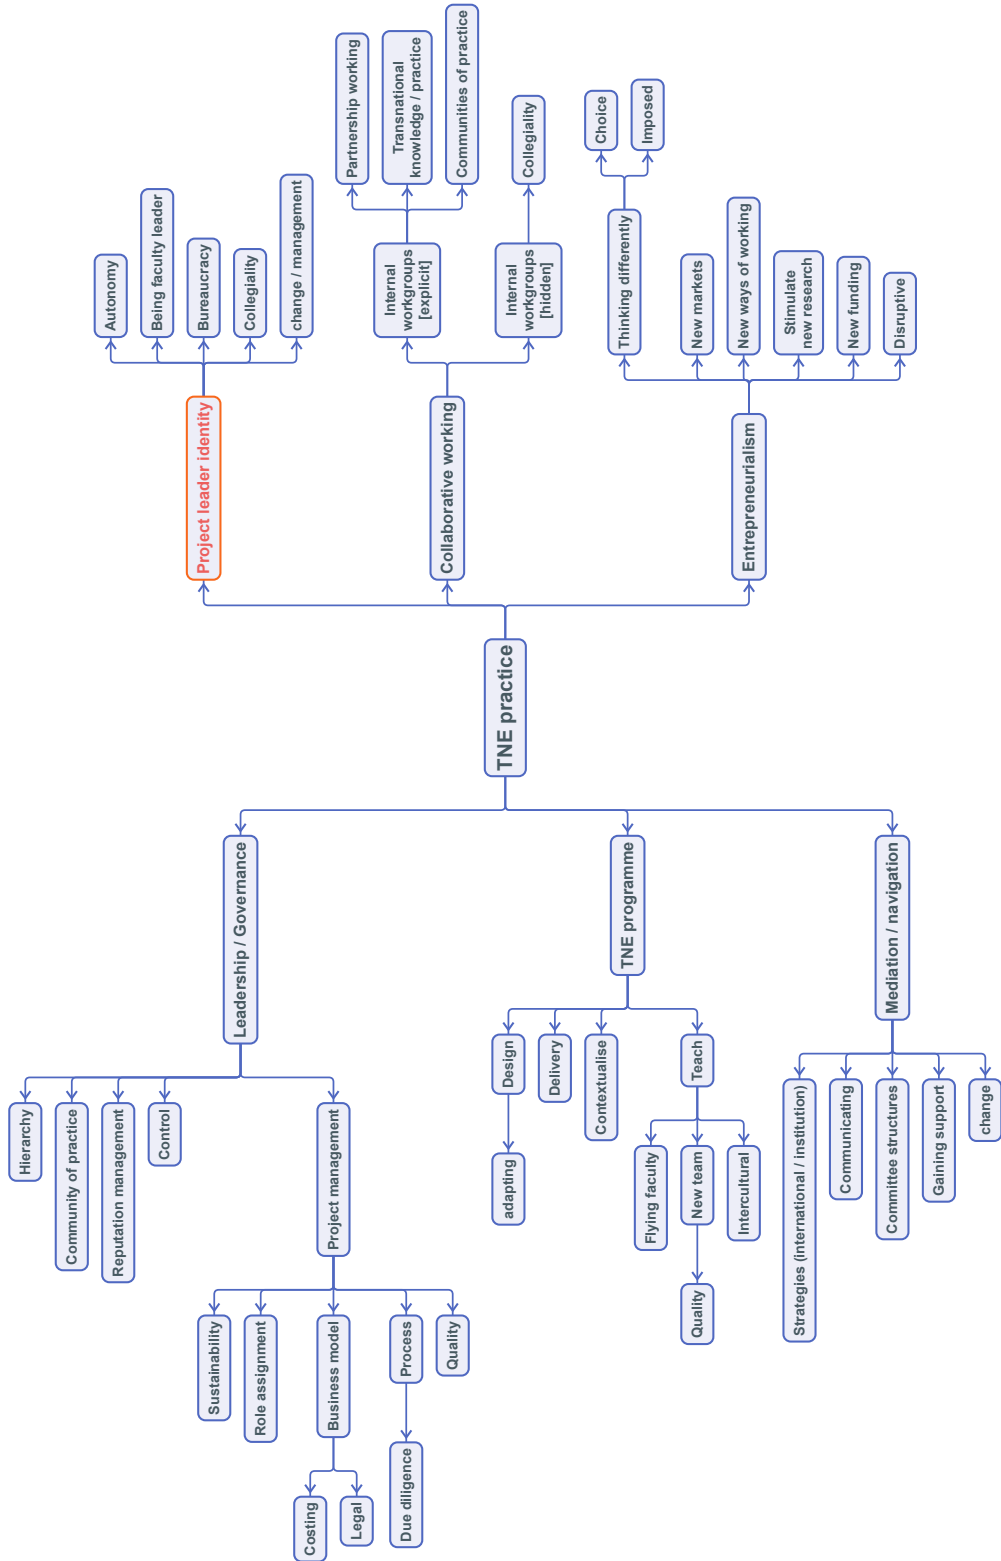 TNE practice
Leadership / Governance
Hierarchy
Community of practice
Reputation management
Control
Project management
Sustainability
Role assignment
Business model
Costing
Legal
Process
Due diligence
Quality
TNE programme
Design
adapting
Delivery
Contextualise
Teach
Flying faculty
New team
Quality
Intercultural
Mediation / navigation
Strategies (international / institution)
Communicating
Committee structures
Gaining support
change
Project leader identity
Autonomy
Being faculty leader
Bureaucracy
Collegiality
change / management
Collaborative working
Internal
workgroups
[explicit]
Partnership working
Transnational
knowledge / practice
Communities of practice
Internal
workgroups
[hidden]
Collegiality
Entrepreneurialism
Thinking differently
Choice
Imposed
New markets
New ways of working
Stimulate
new research
New funding
Disruptive